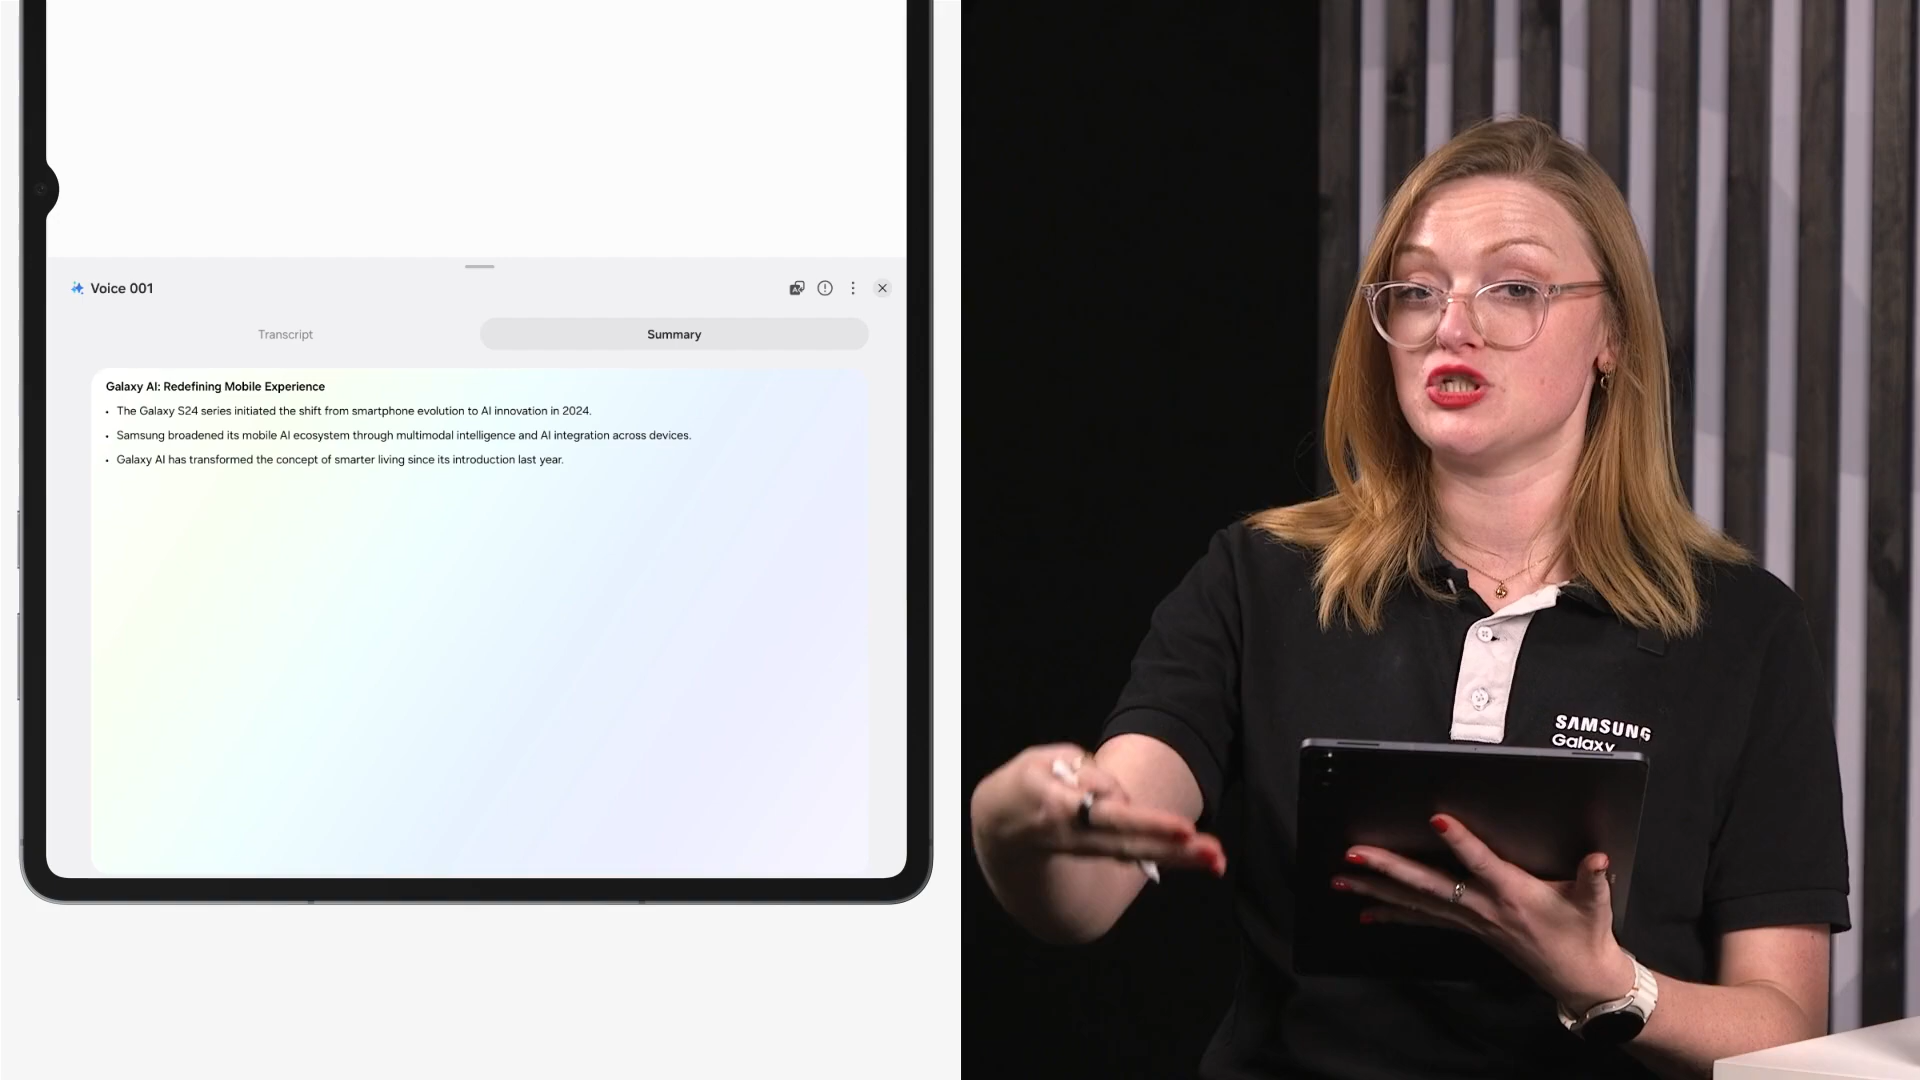 Voice 001
Transcript
Summary
Galaxy AI: Redefining Mobile Experience
• The Galaxy S24 series initiated the shift from smartphone evolution to AI innovation in 2024.
• Samsung broadened its mobile AI ecosystem through multimodal intelligence and AI integration across devices.
• Galaxy AI has transformed the concept of smarter living since its introduction last year.
SAMSUNG
Galaxy